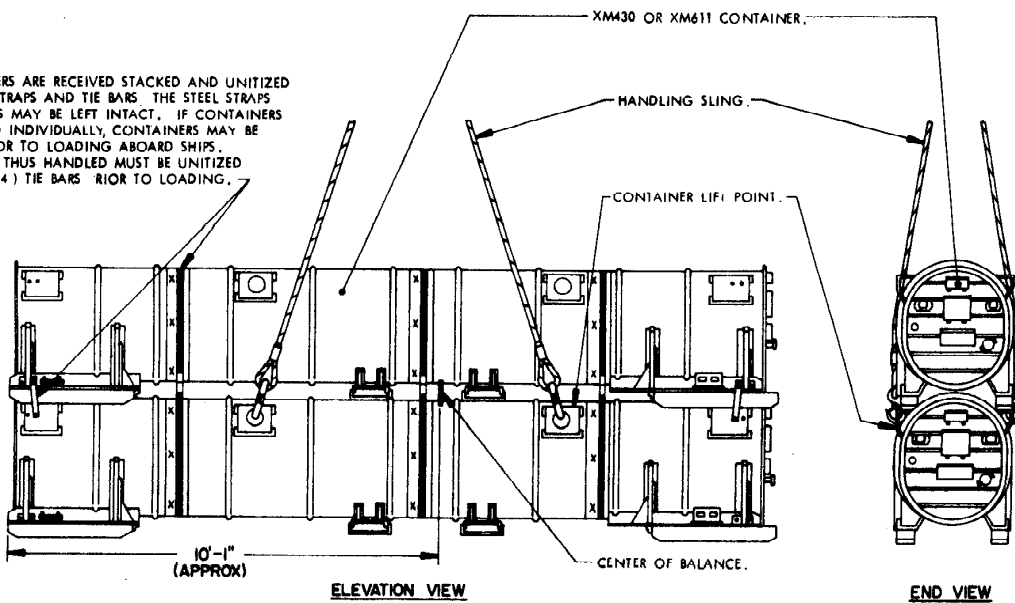 XM430 OR XM611 CONTAINER.
ERS ARE RECEIVED STACKED AND UNITIZED
TRAPS AND TIE BARS THE STEEL STRAPS
G MAY BE LEFT INTACT. IF CONTAINERS
INDIVIDUALLY, CONTAINERS MAY BE
OR TO LOADING ABOARD SHIPS.
THUS HANDLED MUST BE UNITIZED
4) TIE BARS RIOR TO LOADING.
HANDLING SLING.
CONTAINER LIFT POINT.
10'-1"
(APPROX)
CENTER OF BALANCE.
ELEVATION VIEW
END VIEW